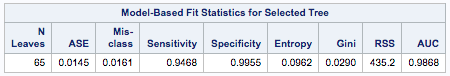 Model-Based Fit Statistics for Selected Tree
N Leaves ASE Mis-class Sensitivity Specificity Entropy Gini RSS AUC
65 0.0145 0.0161 0.9468 0.9955 0.0962 0.0290 435.2 0.9868